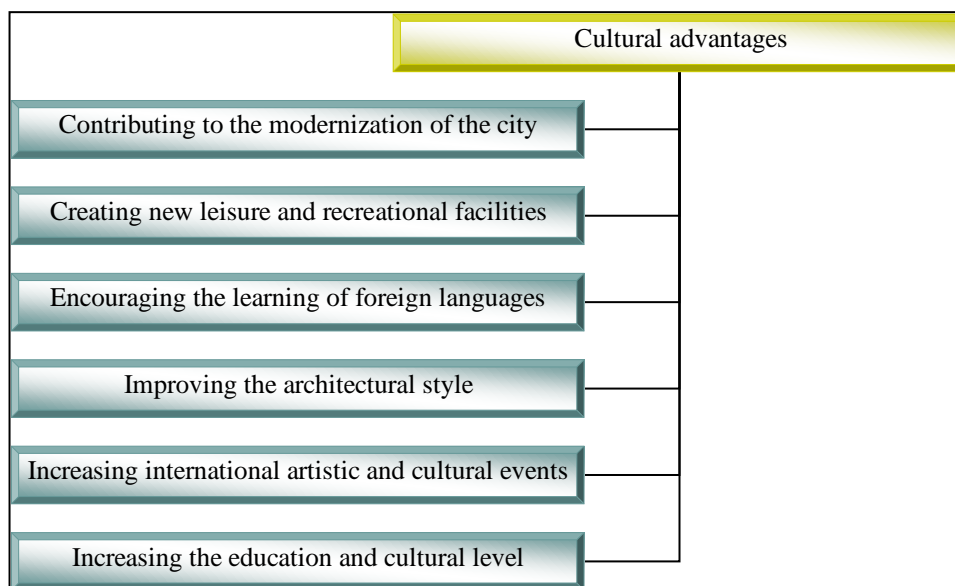 Cultural advantages
Contributing to the modernization of the city
Creating new leisure and recreational facilities
Encouraging the learning of foreign languages
Improving the architectural style
Increasing international artistic and cultural events
Increasing the education and cultural level